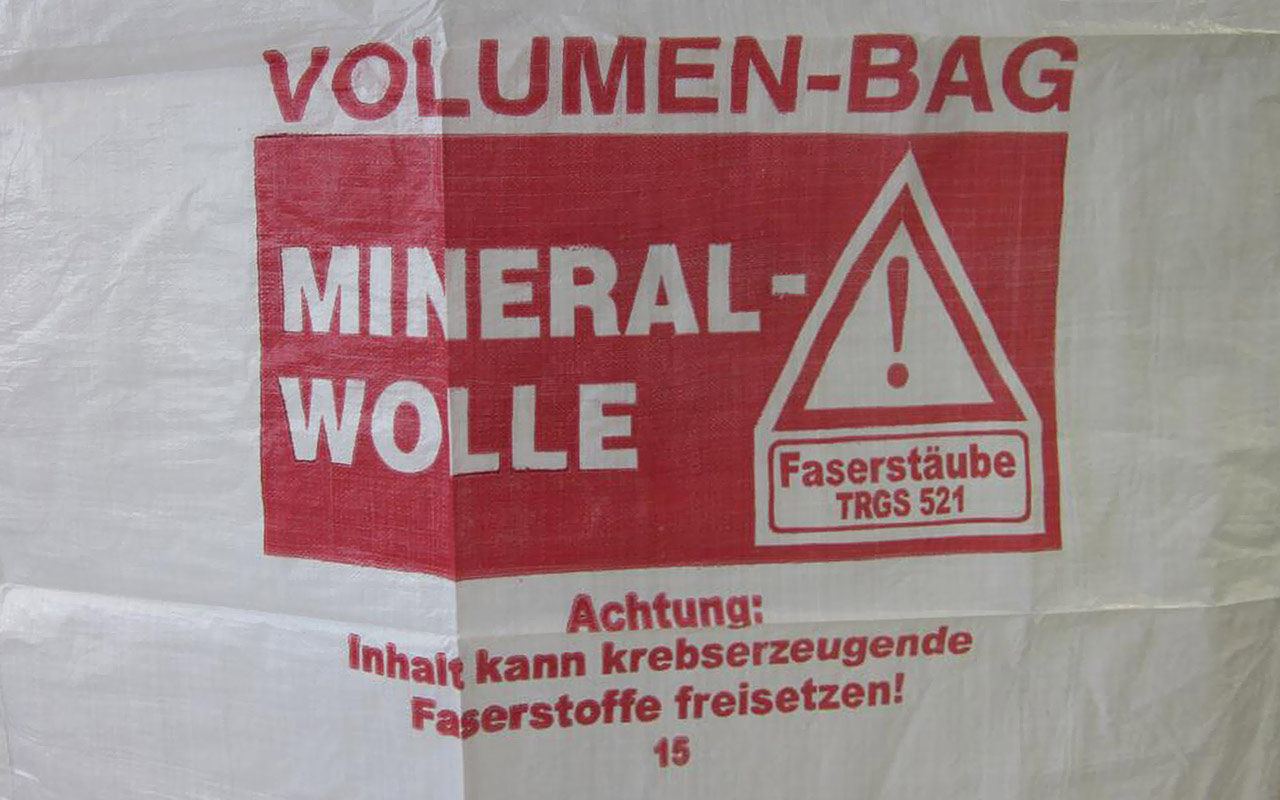 VOLUMEN-BAG
MINERAL-
WOLLE
!
Faserstäube
TRGS 521
Achtung:
Inhalt kann krebserzeugende
Faserstoffe freisetzen!
15